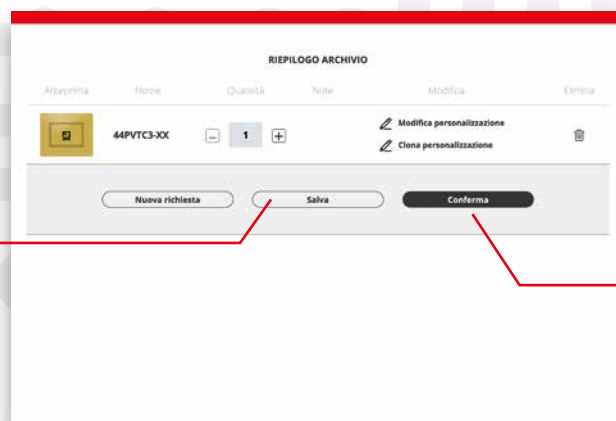 RIEPILOGO ARCHIVIO
Anteprima Nome Quantità Note Modifica Elimina
44PVTC3-XX 1 Modifica personalizzazione
Clona personalizzazione
Nuova richiesta Salva Conferma